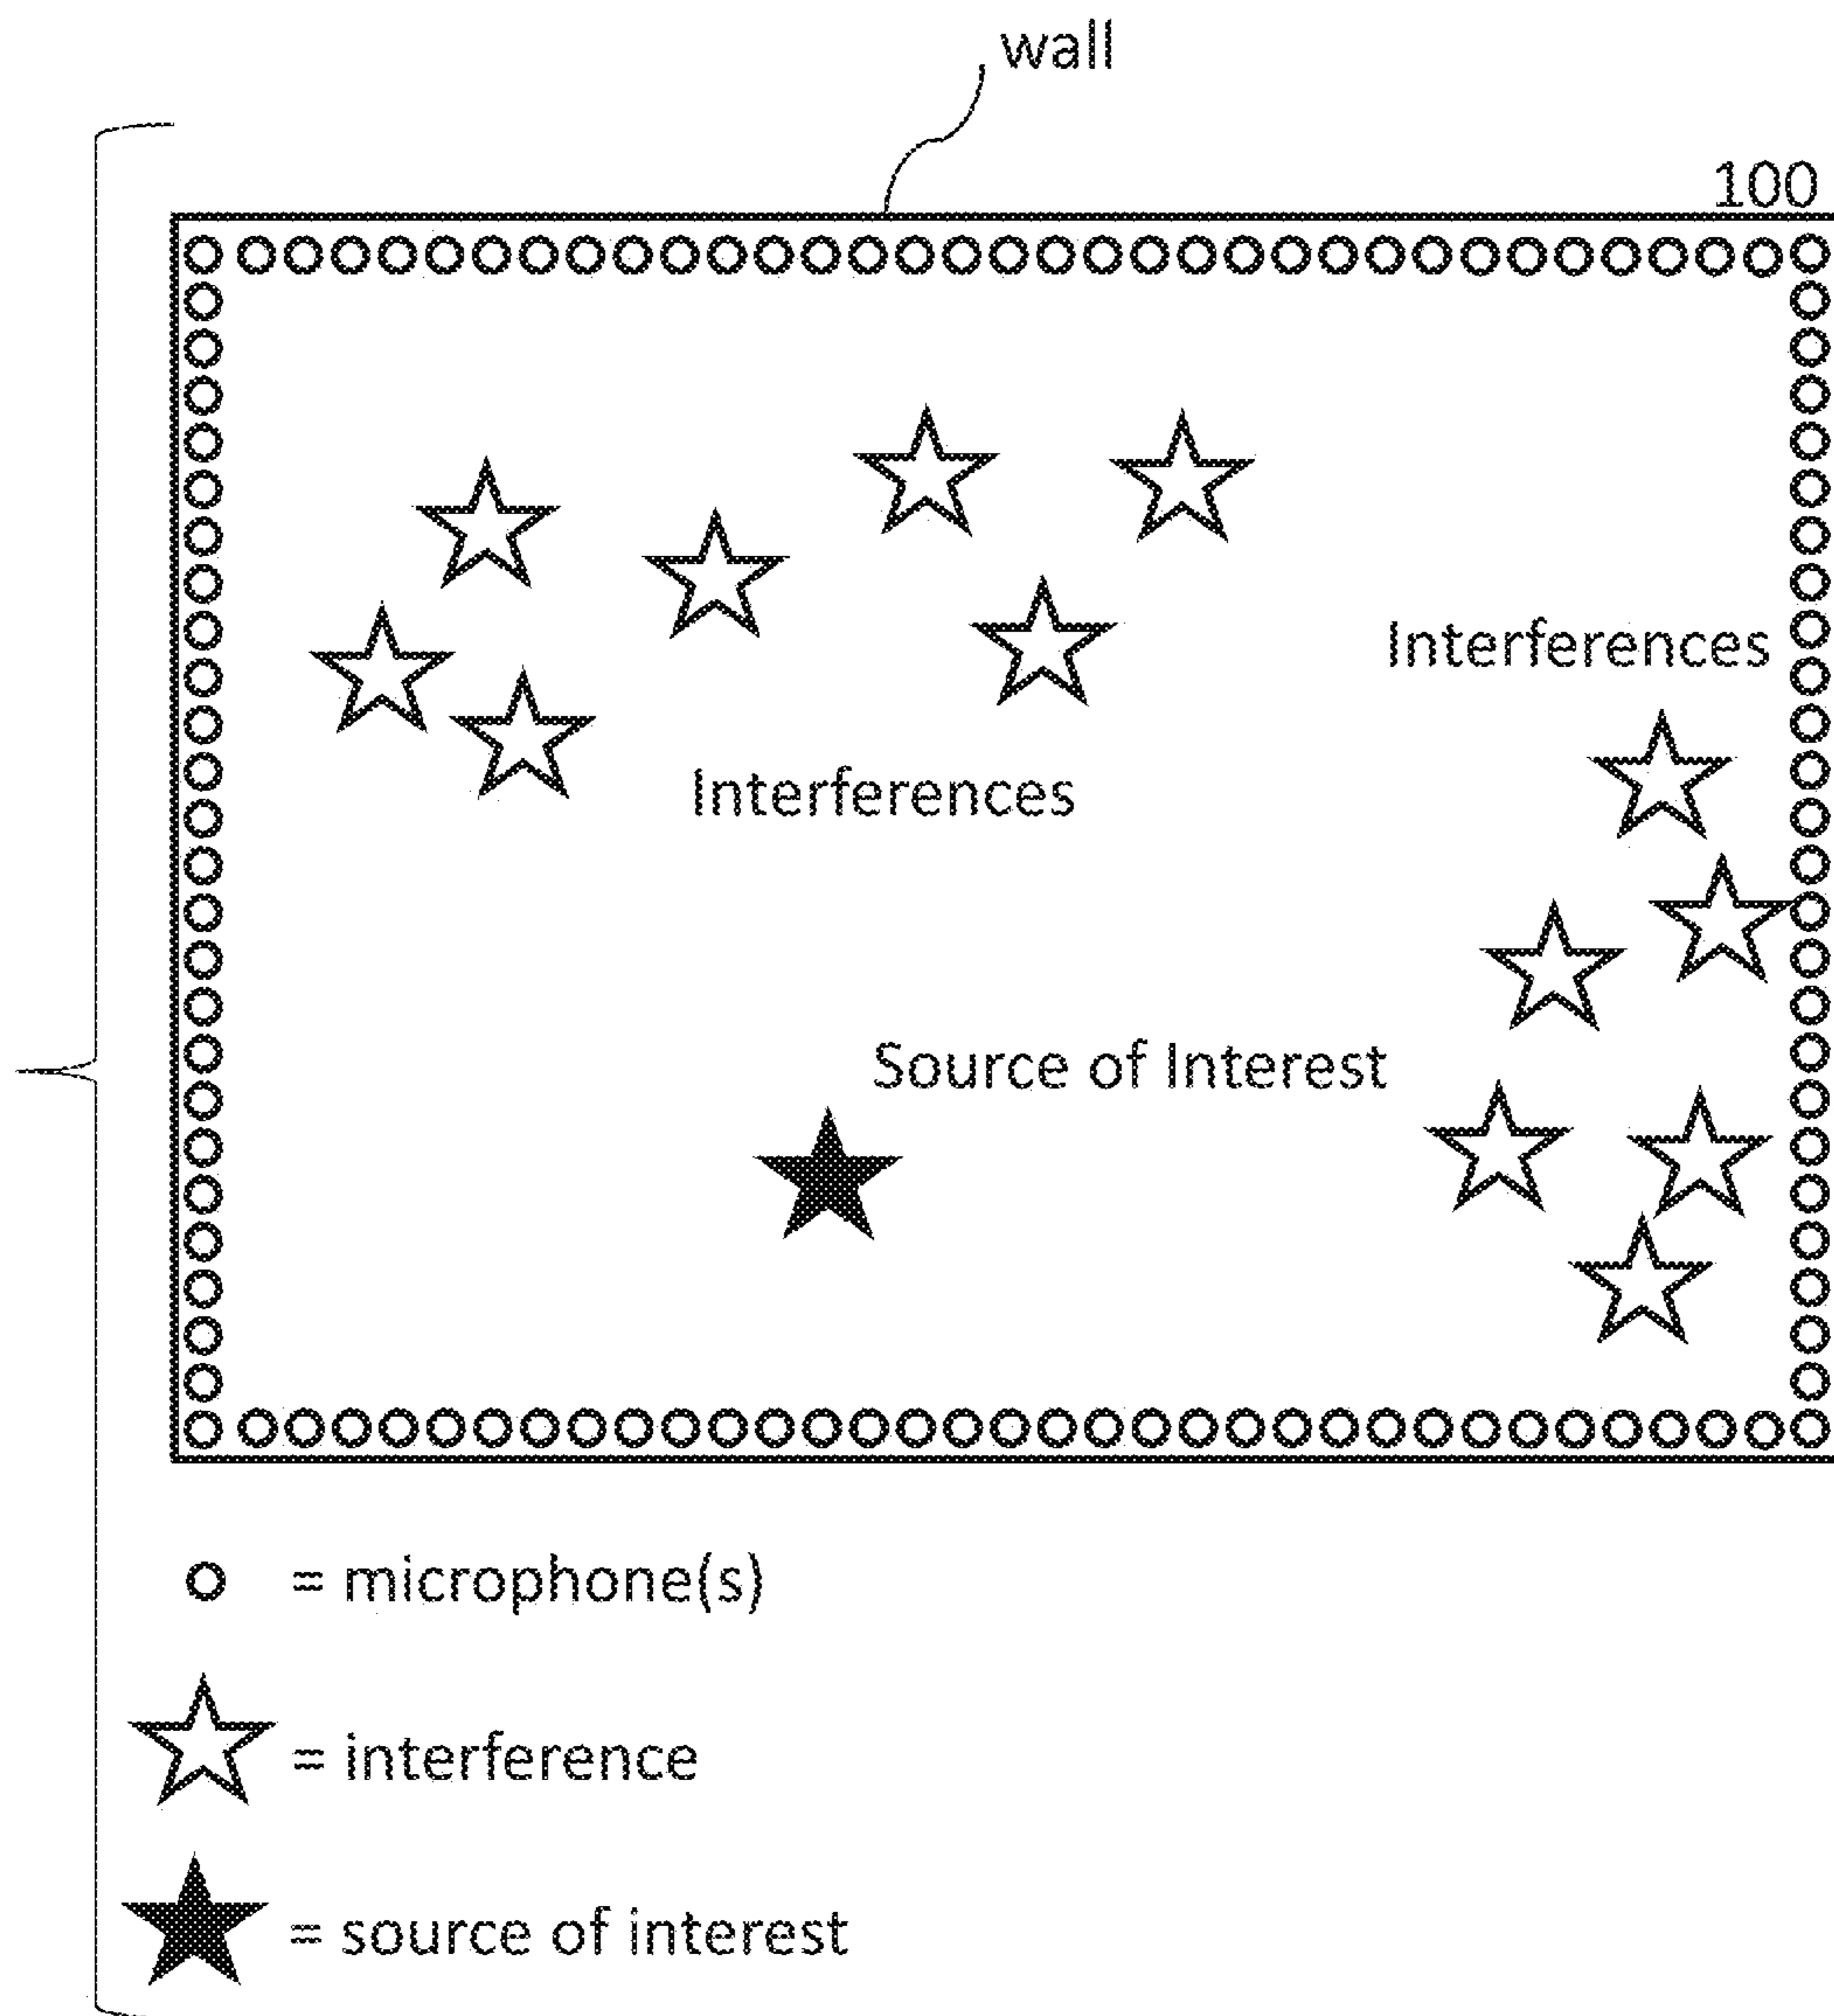 wall
100
Interferences
Interferences
Source of Interest
= microphone(s)
= interference
= source of interest